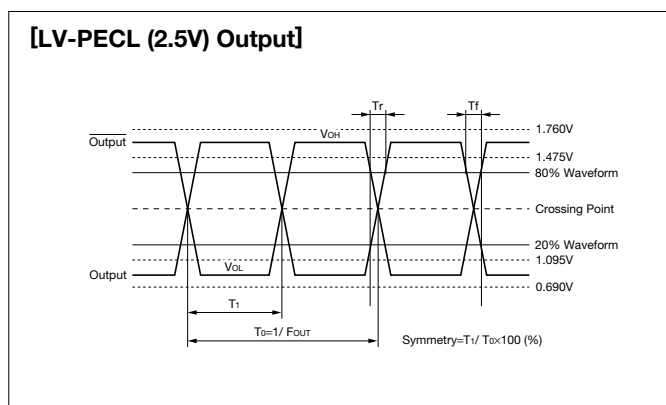 [LV-PECL (2.5V) Output]
Tr
Tf
1.760V
Output
VOH
1.475V
80% Waveform
Crossing Point
20% Waveform
VOL
1.095V
Output
0.690V
T1
T0=1/ FOUT
Symmetry=T1/ T0×100 (%)